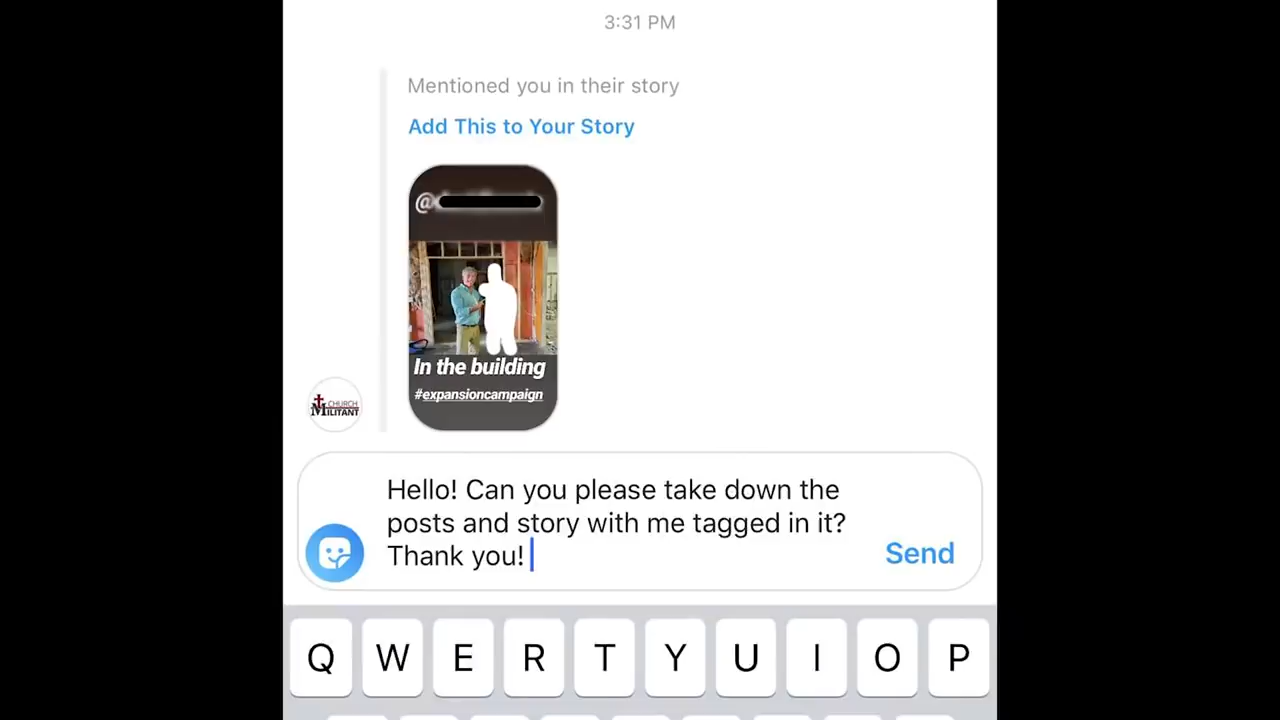 3:31 PM
Mentioned you in their story
Add This to Your Story
@
In the building
#expansioncampaign
CHURCH
MILITANT
Hello! Can you please take down the
posts and story with me tagged in it?
Thank you!
Send
Q W E R T Y U I O P